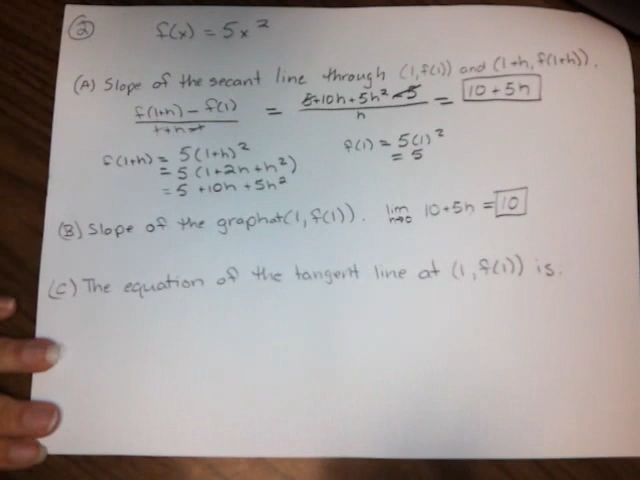 ② f(x) = 5x²
(A) Slope of the secant line through (1, f(1)) and (1+h, f(1+h)).
f(1+h) - f(1) / 1+h-1 = 5+10h+5h²-5 / h = 10+5h
f(1+h) = 5(1+h)² f(1) = 5(1)²
= 5(1+2h+h²) = 5
= 5+10h+5h²
(B) Slope of the graph at (1, f(1)). lim h→0 10+5h = 10
(C) The equation of the tangent line at (1, f(1)) is.